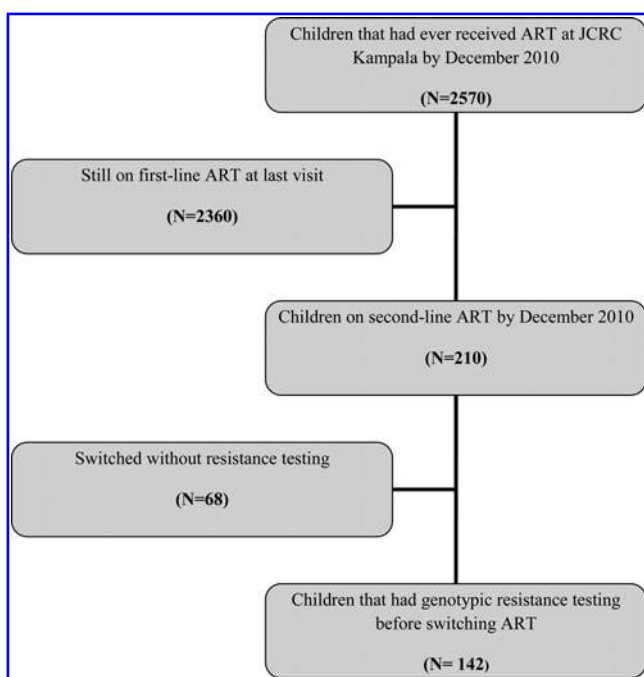 Children that had ever received ART at JCRC
Kampala by December 2010
(N=2570)
Still on first-line ART at last visit
(N=2360)
Children on second-line ART by December 2010
(N=210)
Switched without resistance testing
(N=68)
Children that had genotypic resistance testing
before switching ART
(N= 142)